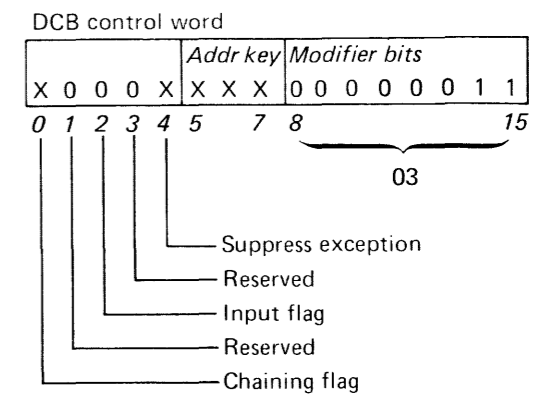 DCB control word
Addr key Modifier bits
X 0 0 0 X X X X 0 0 0 0 0 0 1 1
0 1 2 3 4 5 7 8 15
03
Suppress exception
Reserved
Input flag
Reserved
Chaining flag